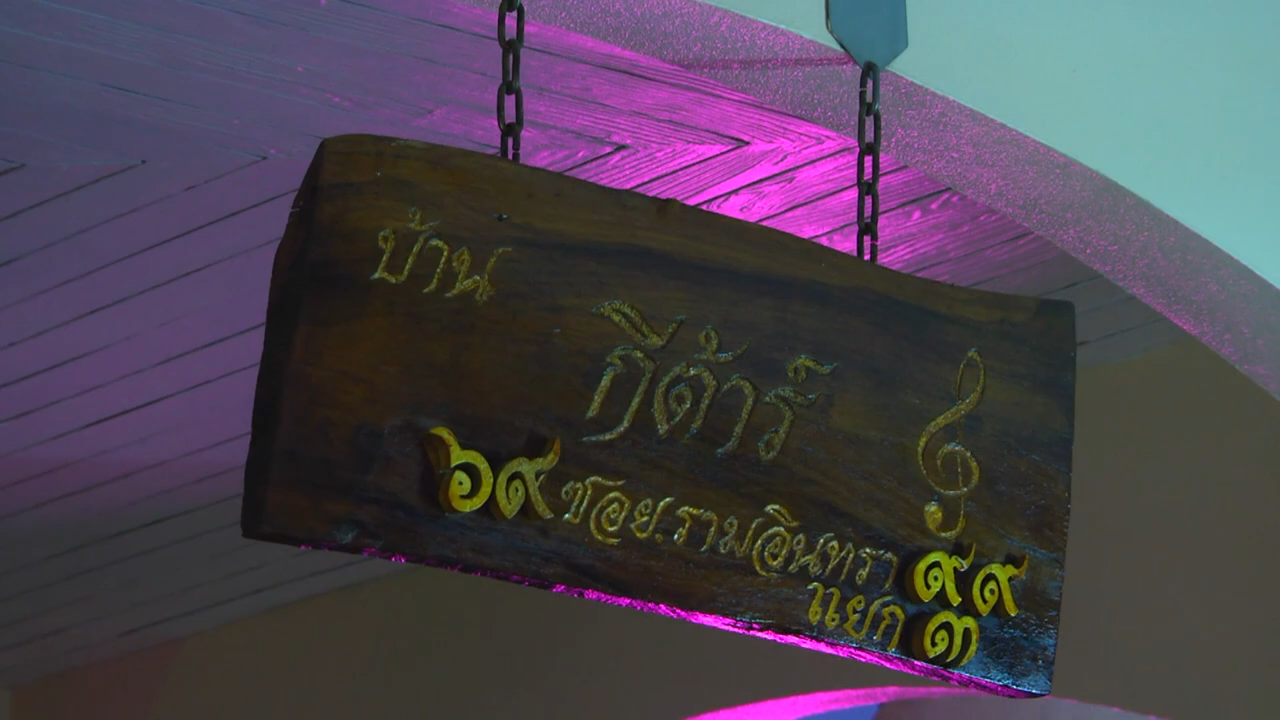 บ้าน
กีต้าร์
๖๙ ซอย.รามอินทรา ๙๙
แยก ๓